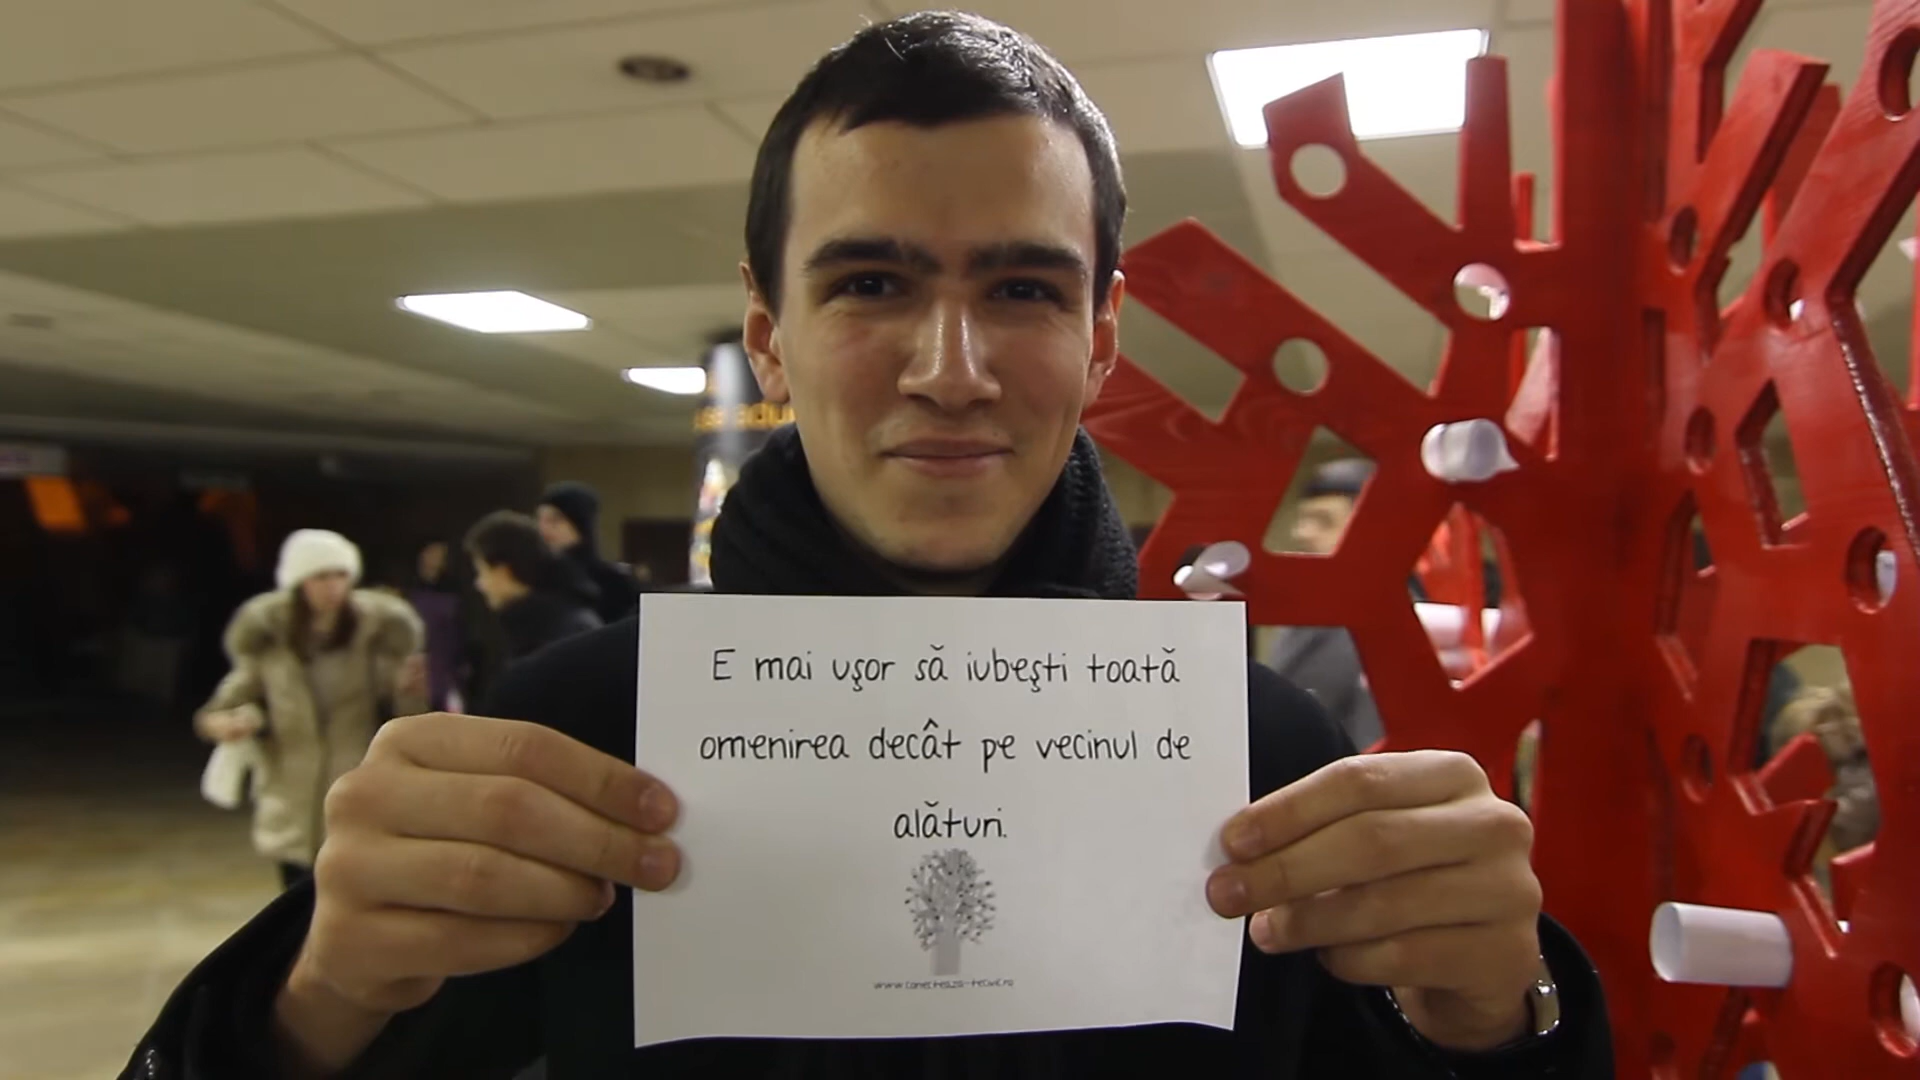 E mai uşor să iubeşti toată
omenirea decât pe vecinul de
alături.